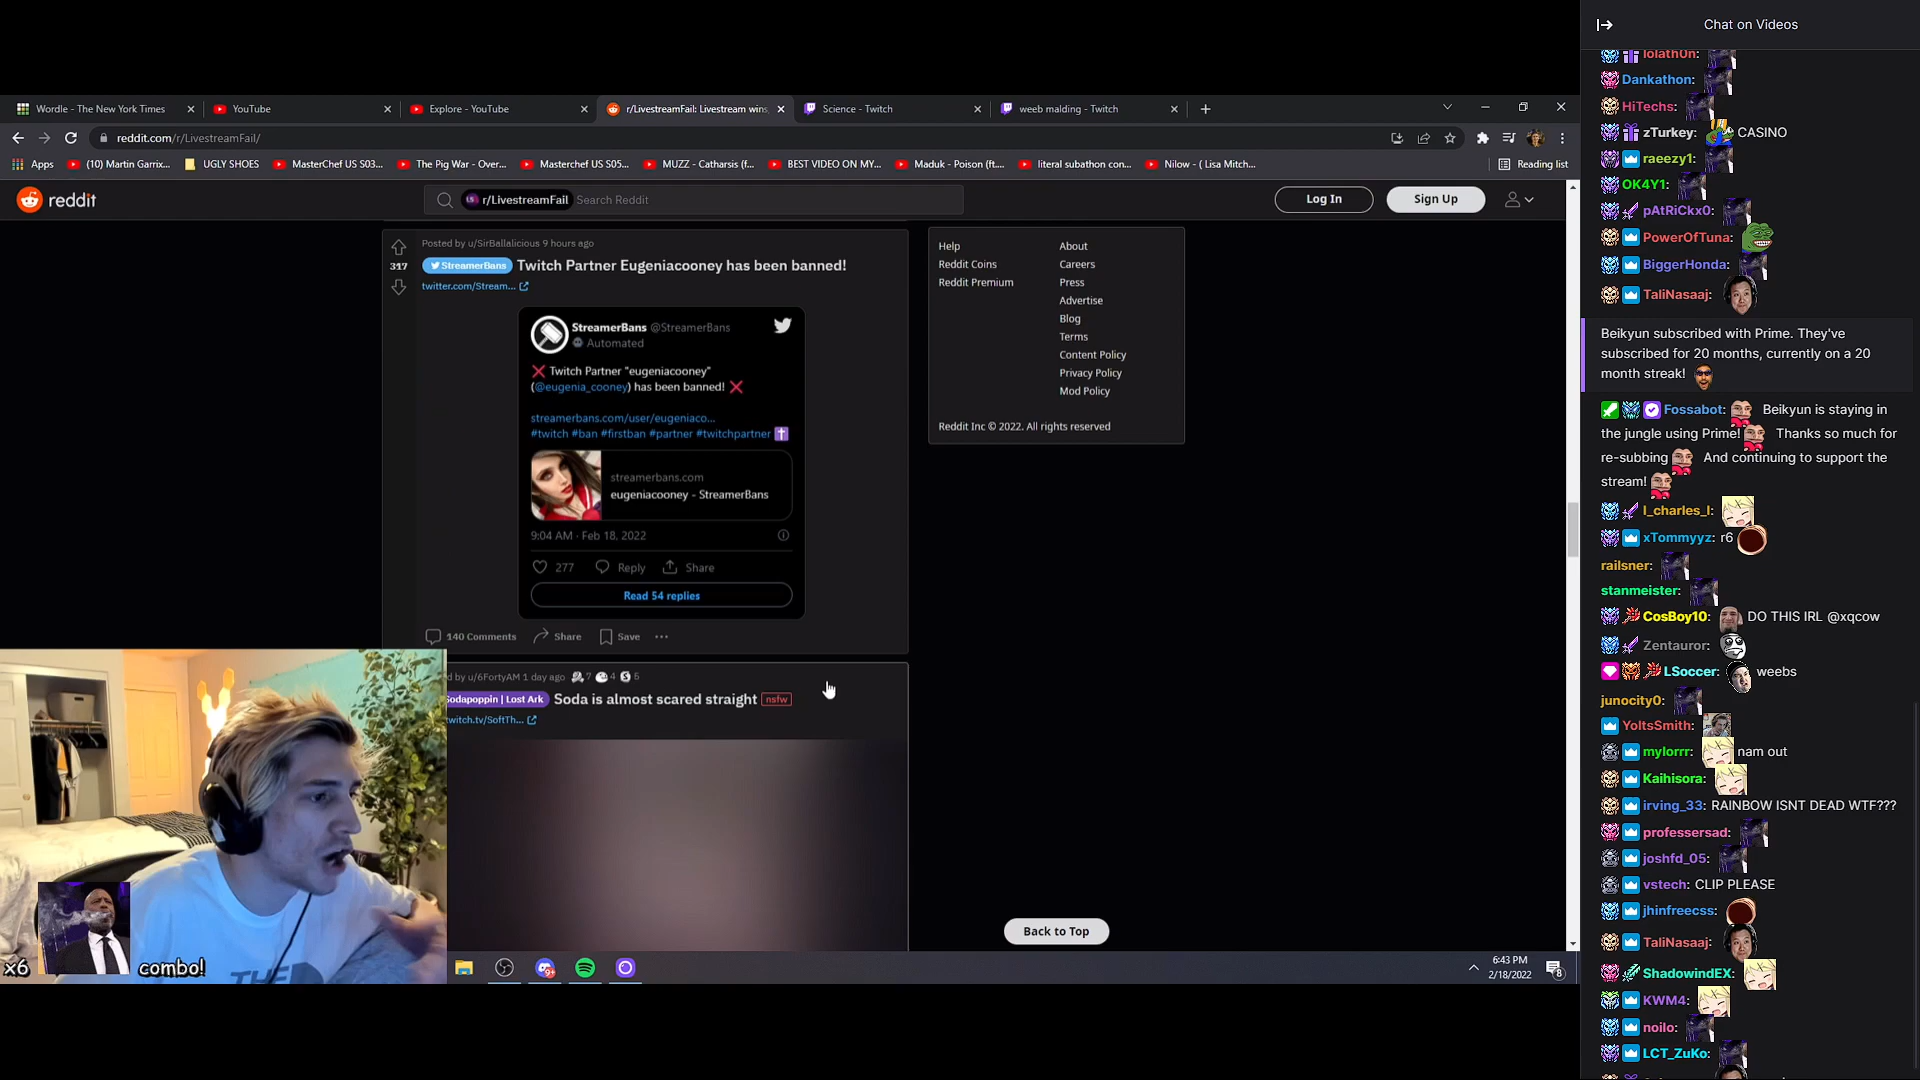 Wordle - The New York Times
YouTube
Explore - YouTube
r/LivestreamFail: Livestream wins,
Science - Twitch
weeb malding - Twitch
reddit.com/r/LivestreamFail/
Apps
(10) Martin Garrix...
UGLY SHOES
MasterChef US S03...
The Pig War - Over...
Masterchef US S05...
MUZZ - Catharsis (f...
BEST VIDEO ON MY...
Maduk - Poison (ft....
literal subathon con...
Nilow - ( Lisa Mitch...
Reading list
reddit
r/LivestreamFail
Search Reddit
Log In
Sign Up
Posted by u/SirBallalicious 9 hours ago
317
StreamerBans
Twitch Partner Eugeniacooney has been banned!
twitter.com/Stream...
StreamerBans @StreamerBans
Automated
❌ Twitch Partner "eugeniacooney"
(@eugenia_cooney) has been banned! ❌
streamerbans.com/user/eugeniaco...
#twitch #ban #firstban #partner #twitchpartner ✝️
streamerbans.com
eugeniacooney - StreamerBans
9:04 AM - Feb 18, 2022
277
Reply
Share
Read 54 replies
140 Comments
Share
Save
Help
About
Reddit Coins
Careers
Reddit Premium
Press
Advertise
Blog
Terms
Content Policy
Privacy Policy
Mod Policy
Reddit Inc © 2022. All rights reserved
d by u/6FortyAM 1 day ago
7
4
6
Sodapoppin | Lost Ark
Soda is almost scared straight
nsfw
witch.tv/SoftTh...
Back to Top
x6
combo!
THE
9+
6:43 PM
2/18/2022
8
Chat on Videos
lolath0n:
Dankathon:
HiTechs:
zTurkey: CASINO
raeezy1:
OK4Y1:
pAtRiCkx0:
PowerOfTuna:
BiggerHonda:
TaliNasaaj:
Beikyun subscribed with Prime. They've
subscribed for 20 months, currently on a 20
month streak!
Fossabot: Beikyun is staying in
the jungle using Prime! Thanks so much for
re-subbing And continuing to support the
stream!
l_charles_l:
xTommyyz: r6
railsner:
stanmeister:
CosBoy10: DO THIS IRL @xqcow
Zentauror:
LSoccer: weebs
junocity0:
YoltsSmith:
mylorrr: nam out
Kaihisora:
irving_33: RAINBOW ISNT DEAD WTF???
professersad:
joshfd_05:
vstech: CLIP PLEASE
jhinfreecss:
TaliNasaaj:
ShadowindEX:
KWM4:
noilo:
LCT_ZuKo: